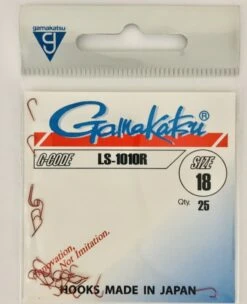 gamakatsu
Gamakatsu®
G-CODE LS-1010R SIZE
18
Qty. 25
Innovation,
Not Imitation.
HOOKS MADE IN JAPAN